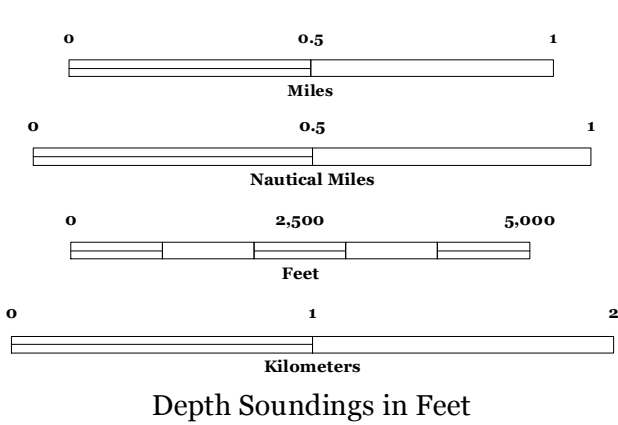 0 0.5 1
Miles
0 0.5 1
Nautical Miles
0 2,500 5,000
Feet
0 1 2
Kilometers
Depth Soundings in Feet